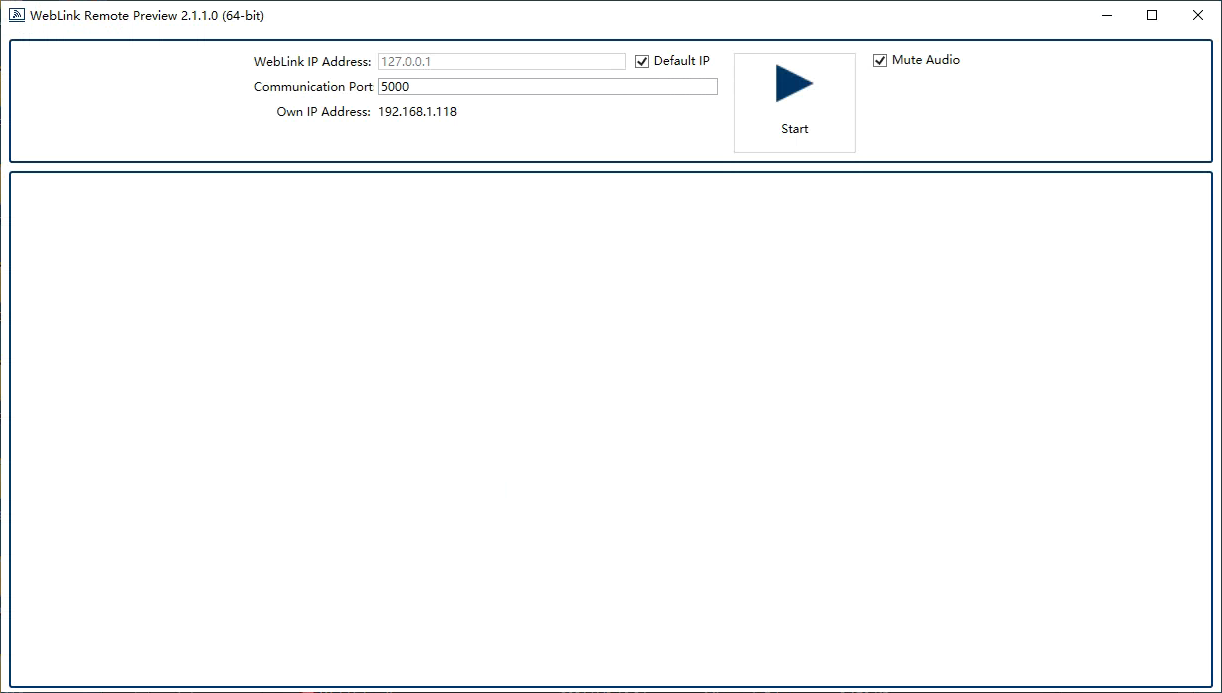 WebLink Remote Preview 2.1.1.0 (64-bit)
WebLink IP Address: 127.0.0.1 Default IP
Mute Audio
Communication Port 5000
Own IP Address: 192.168.1.118
Start